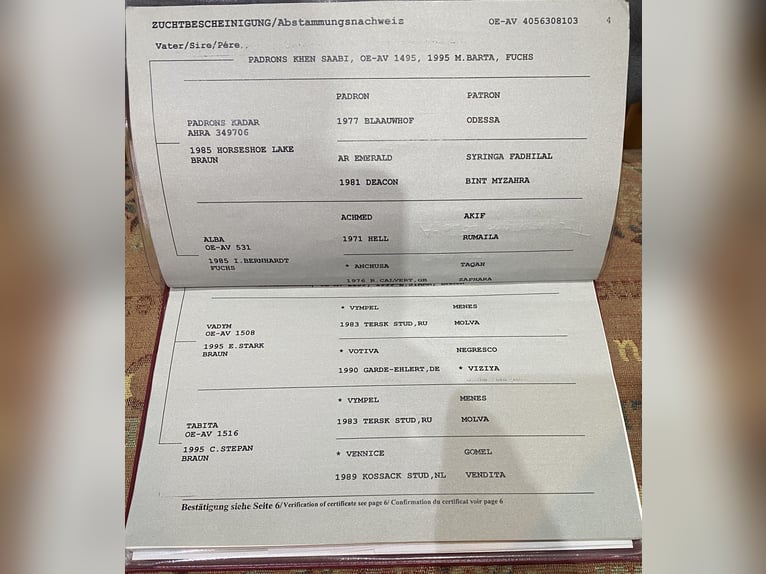 ZUCHTBESCHEINIGUNG/Abstammungsnachweis OE-AV 4056308103 4
Vater/Sire/Pére
PADRONS KHEN SAABI, OE-AV 1495, 1995 M.BARTA, FUCHS
PADRON PATRON
PADRONS KADAR 1977 BLAAUWHOF ODESSA
AHRA 349706
1985 HORSESHOE LAKE AR EMERALD SYRINGA FADHILAL
BRAUN
1981 DEACON BINT MYZAHRA
ACHMED AKIF
ALBA 1971 HELL RUMAILA
OE-AV 531
1985 I.BERNHARDT * ANCHUSA TAQAN
FUCHS
1976 R.CALVERT,GB ZAPHARA
* VYMPEL MENES
VADYM 1983 TERSK STUD,RU MOLVA
OE-AV 1508
1995 E.STARK * VOTIVA NEGRESCO
BRAUN
1990 GARDE-EHLERT,DE * VIZIYA
* VYMPEL MENES
TABITA 1983 TERSK STUD,RU MOLVA
OE-AV 1516
1995 C.STEPAN * VENNICE GOMEL
BRAUN
1989 KOSSACK STUD,NL VENDITA
Bestätigung siehe Seite 6/ Verification of certificate see page 6/ Confirmation du certificat voir page 6